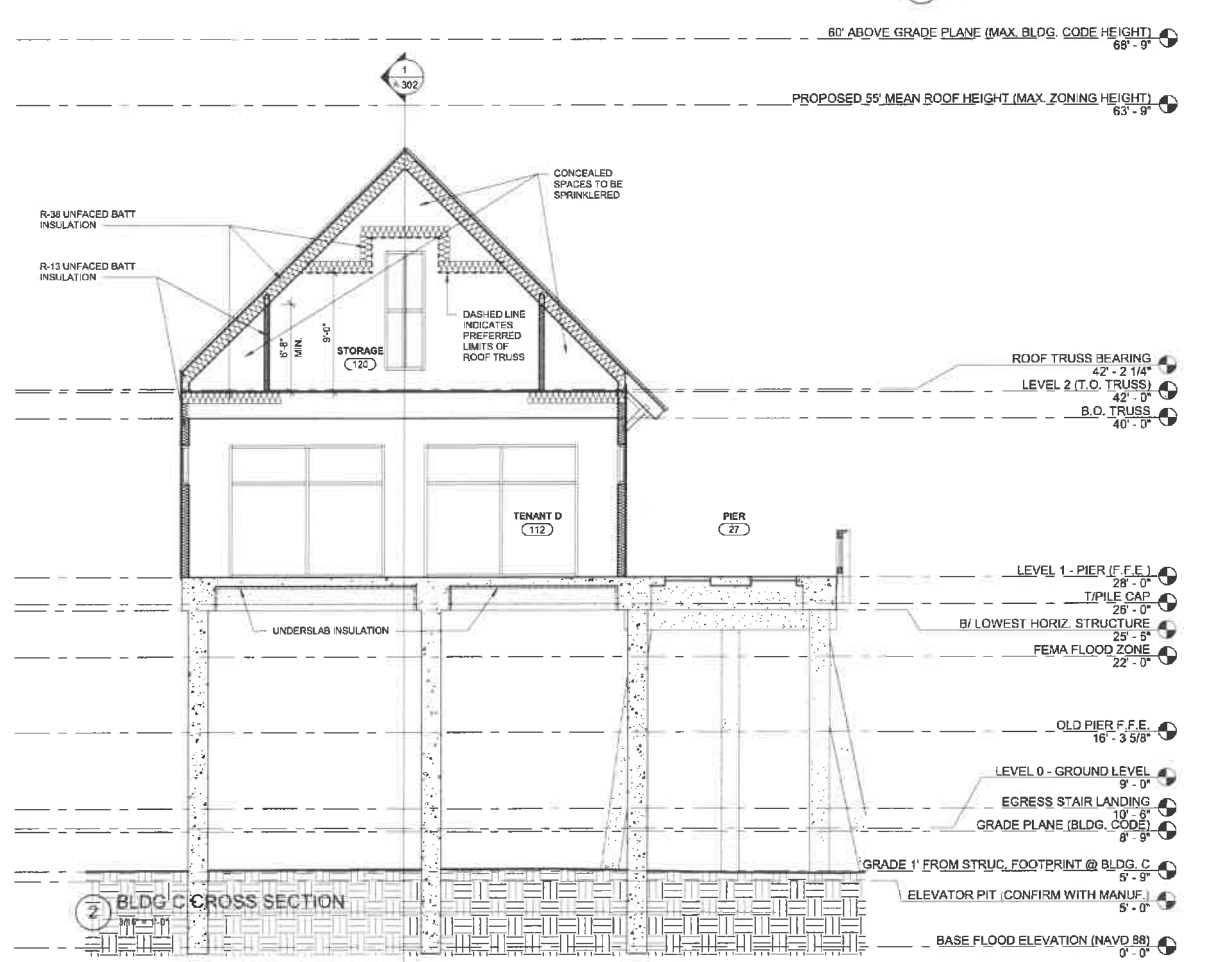 60' ABOVE GRADE PLANE (MAX. BLDG. CODE HEIGHT)
68' - 9"
1
A302
PROPOSED 55' MEAN ROOF HEIGHT (MAX. ZONING HEIGHT)
63' - 9"
CONCEALED
SPACES TO BE
SPRINKLERED
R-38 UNFACED BATT
INSULATION
R-13 UNFACED BATT
INSULATION
DASHED LINE
INDICATES
PREFERRED
LIMITS OF
ROOF TRUSS
6'-8"
MIN.
9'-0"
STORAGE
120
ROOF TRUSS BEARING
42' - 2 1/4"
LEVEL 2 (T.O. TRUSS)
42' - 0"
B.O. TRUSS
40' - 0"
TENANT D
112
PIER
27
LEVEL 1 - PIER (F.F.E.)
28' - 0"
T/PILE CAP
26' - 0"
B/ LOWEST HORIZ. STRUCTURE
25' - 6"
UNDERSLAB INSULATION
FEMA FLOOD ZONE
22' - 0"
OLD PIER F.F.E.
16' - 3 5/8"
LEVEL 0 - GROUND LEVEL
9' - 0"
EGRESS STAIR LANDING
10' - 6"
GRADE PLANE (BLDG. CODE)
8' - 9"
GRADE 1' FROM STRUC. FOOTPRINT @ BLDG. C
5' - 9"
ELEVATOR PIT (CONFIRM WITH MANUF.)
5' - 0"
2
BLDG C CROSS SECTION
BASE FLOOD ELEVATION (NAVD 88)
0' - 0"